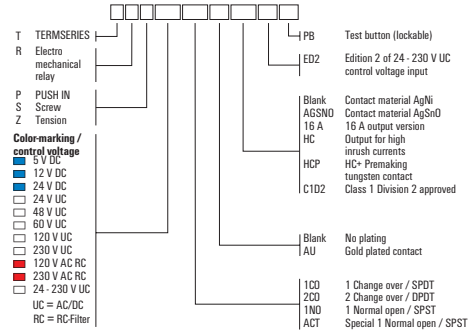 T TERMSERIES
R Electro
mechanical
relay
P PUSH IN
S Screw
Z Tension
Color-marking /
control voltage
5 V DC
12 V DC
24 V DC
24 V UC
48 V UC
60 V UC
120 V UC
230 V UC
120 V AC RC
230 V AC RC
24 - 230 V UC
UC = AC/DC
RC = RC-Filter
PB Test button (lockable)
ED2 Edition 2 of 24 - 230 V UC
control voltage input
Blank Contact material AgNi
AGSNO Contact material AgSnO
16 A 16 A output version
HC Output for high
inrush currents
HCP HC+ Premaking
tungsten contact
C1D2 Class 1 Division 2 approved
Blank No plating
AU Gold plated contact
1CO 1 Change over / SPDT
2CO 2 Change over / DPDT
1NO 1 Normal open / SPST
ACT Special 1 Normal open / SPST